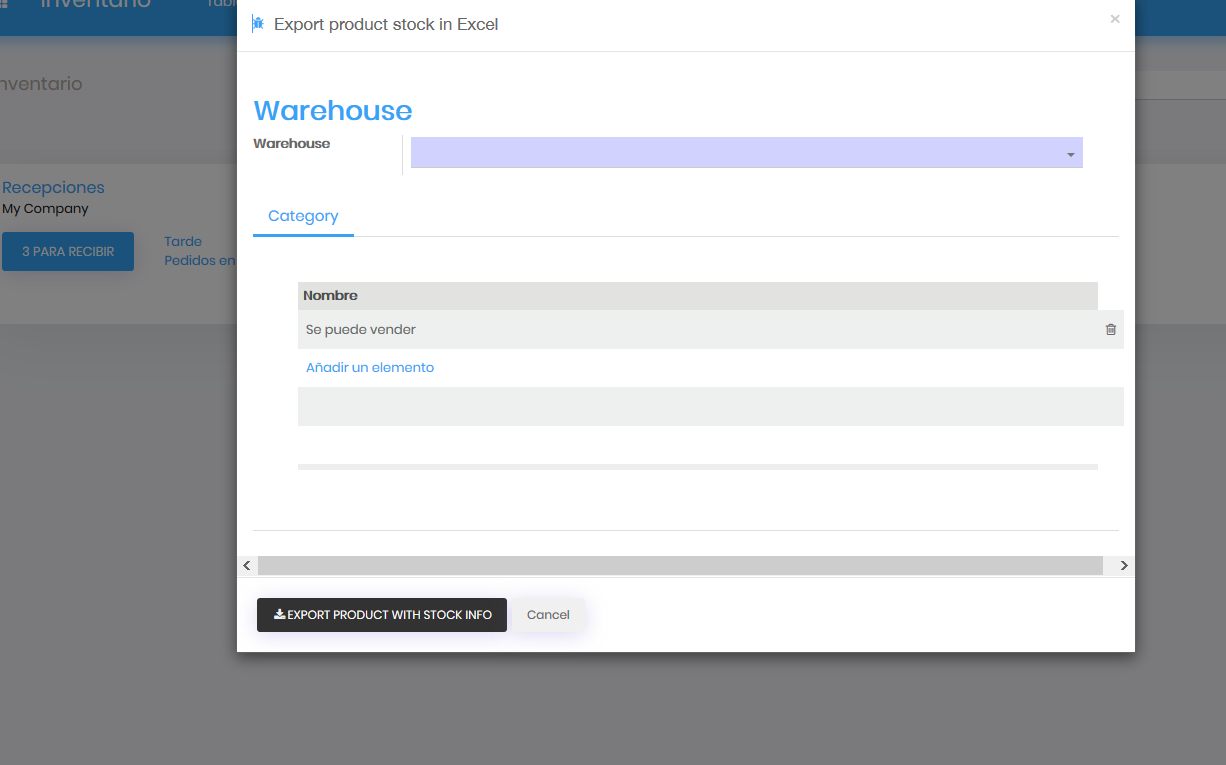 Inventario
Export product stock in Excel
×
nventario
Warehouse
Warehouse
Recepciones
My Company
Category
3 PARA RECIBIR
Tarde
Pedidos en
Nombre
Se puede vender
Añadir un elemento
EXPORT PRODUCT WITH STOCK INFO
Cancel